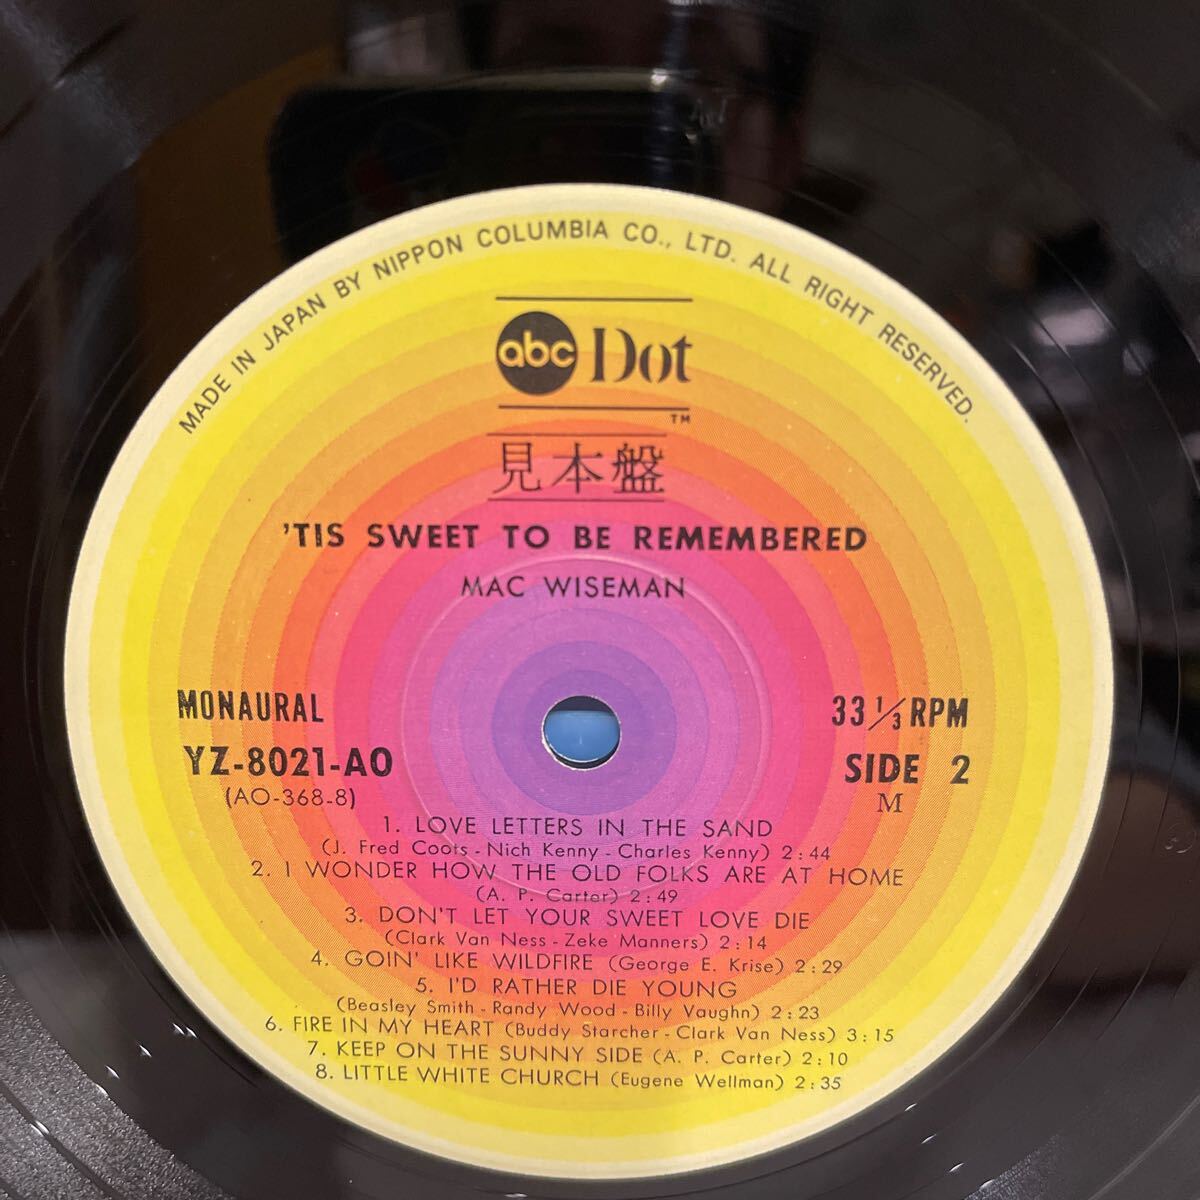 MADE IN JAPAN BY NIPPON COLUMBIA CO., LTD. ALL RIGHT RESERVED.
abc Dot
TM
見本盤
'TIS SWEET TO BE REMEMBERED
MAC WISEMAN
MONAURAL
33 1/3 RPM
YZ-8021-AO
SIDE 2
(AO-368-8)
M
1. LOVE LETTERS IN THE SAND
(J. Fred Coots - Nich Kenny - Charles Kenny) 2:44
2. I WONDER HOW THE OLD FOLKS ARE AT HOME
(A. P. Carter) 2:49
3. DON'T LET YOUR SWEET LOVE DIE
(Clark Van Ness - Zeke Manners) 2:14
4. GOIN' LIKE WILDFIRE (George E. Krise) 2:29
5. I'D RATHER DIE YOUNG
(Beasley Smith - Randy Wood - Billy Vaughn) 2:23
6. FIRE IN MY HEART (Buddy Starcher - Clark Van Ness) 3:15
7. KEEP ON THE SUNNY SIDE (A. P. Carter) 2:10
8. LITTLE WHITE CHURCH (Eugene Wellman) 2:35